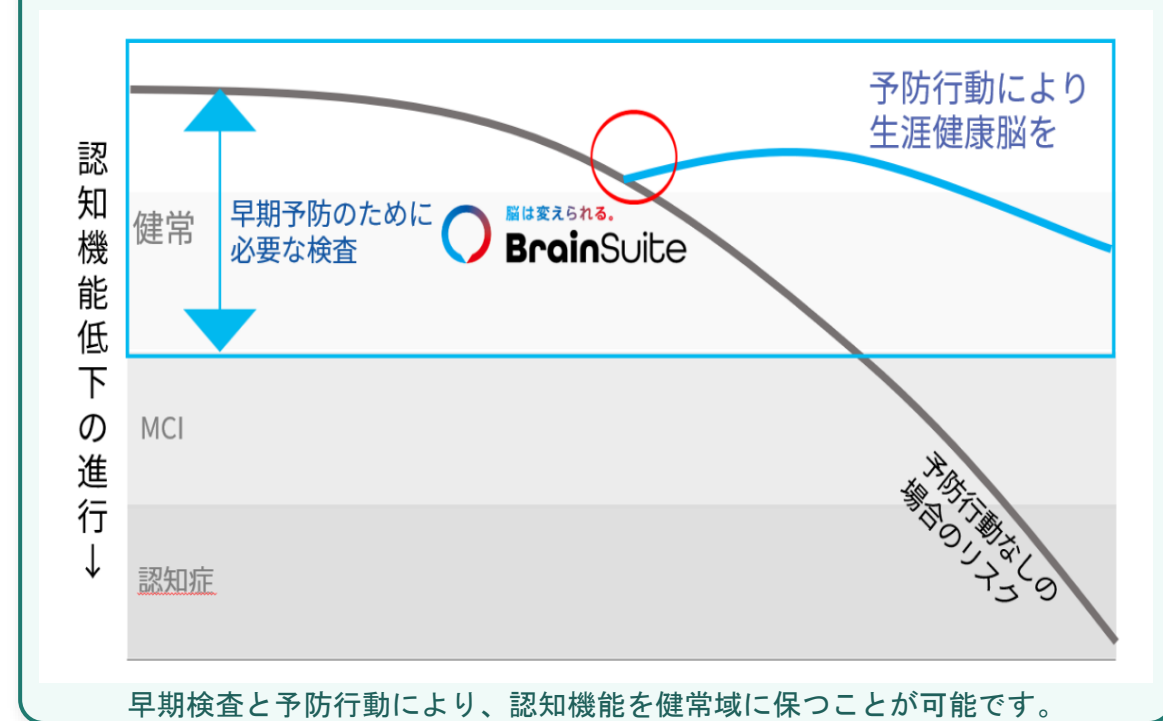 認知機能低下の進行↓
健常
早期予防のために
必要な検査
脳は変えられる。
BrainSuite
予防行動により
生涯健康脳を
MCI
認知症
予防行動なしの
場合のリスク
早期検査と予防行動により、認知機能を健常域に保つことが可能です。